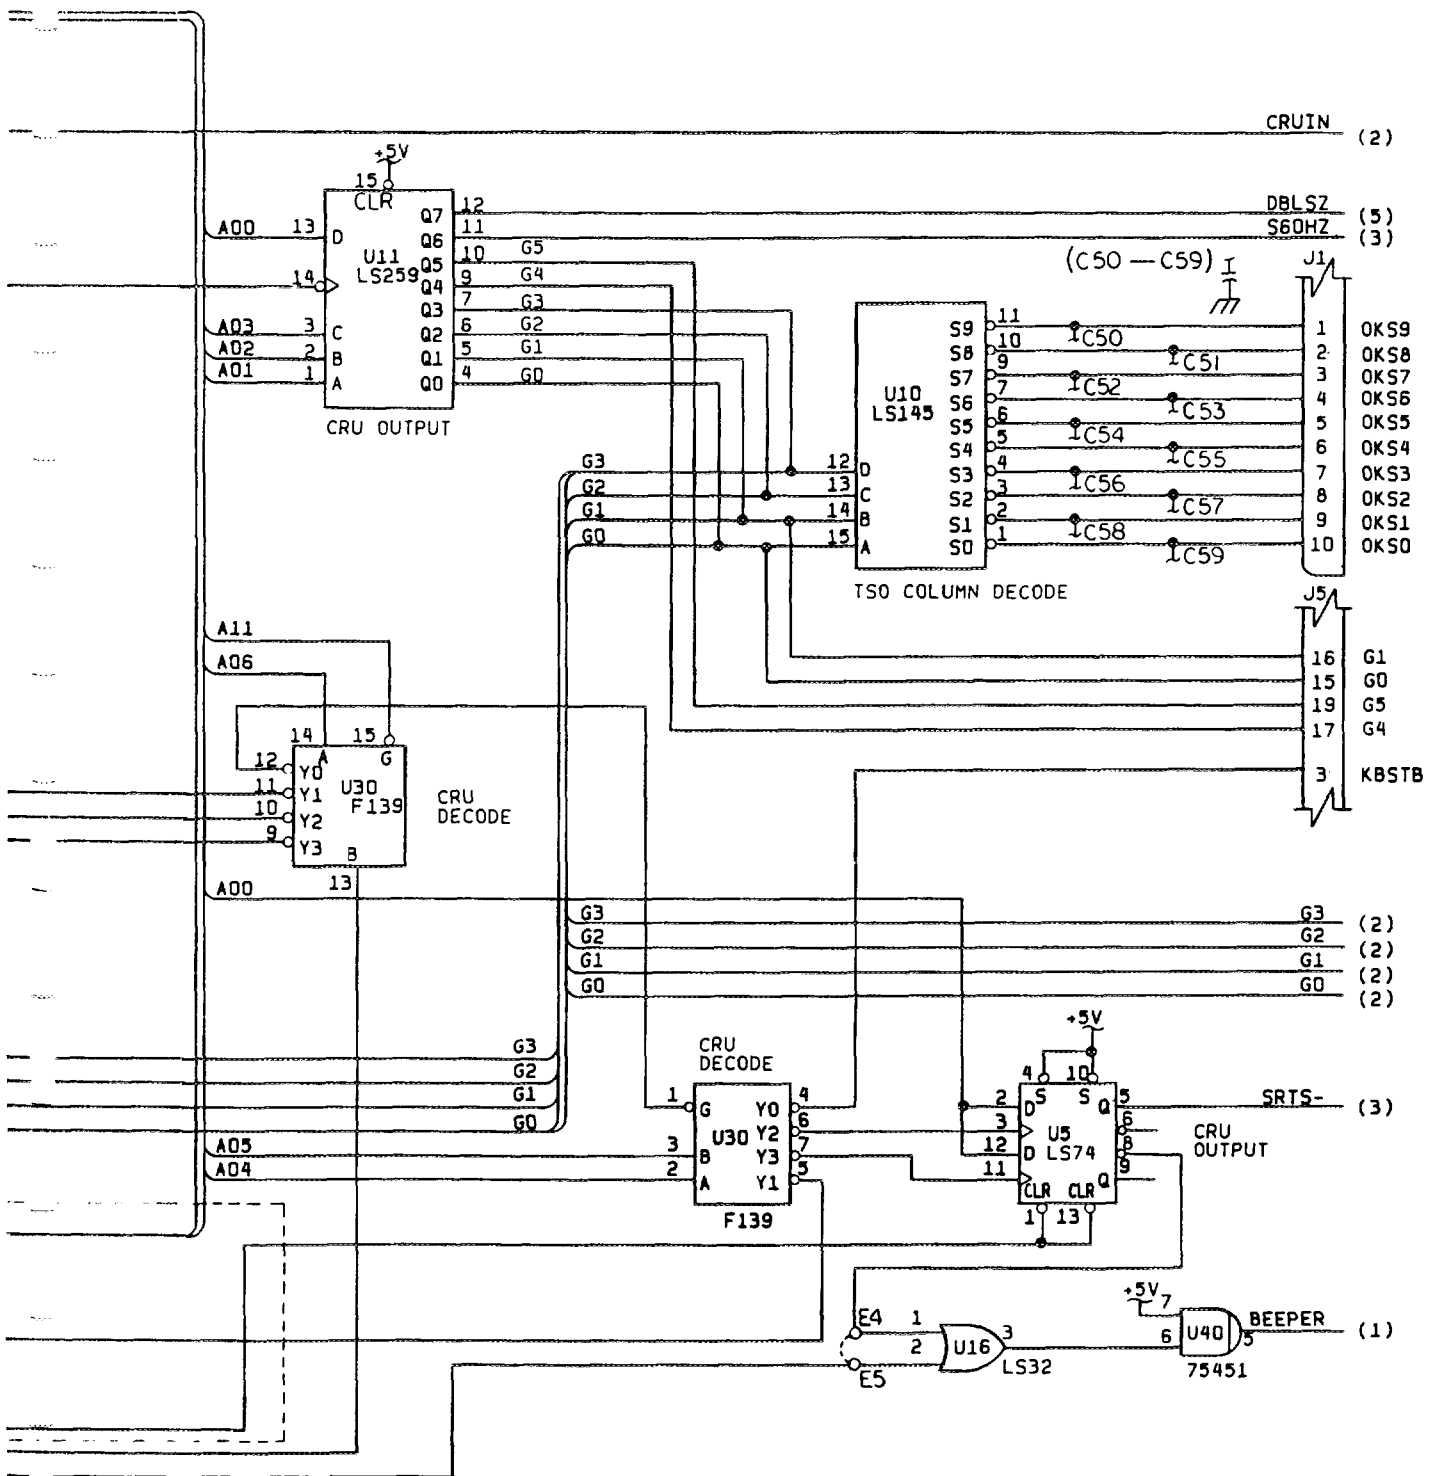 CRUIN (2)
+5V
15
CLR
A00 13 D Q7 12 DBLSZ (5)
Q6 11 S60HZ (3)
U11
LS259
Q5 10 G5
14 Q4 9 G4
Q3 7 G3
A03 3 C Q2 6 G2
A02 2 B Q1 5 G1
A01 1 A Q0 4 G0
CRU OUTPUT
(C50 — C59)
J1
U10
LS145
S9 11 C50 1 OKS9
S8 10 C51 2 OKS8
S7 9 C52 3 OKS7
S6 7 C53 4 OKS6
S5 6 C54 5 OKS5
S4 5 C55 6 OKS4
G3 12 D S3 4 C56 7 OKS3
G2 13 C S2 3 C57 8 OKS2
G1 14 B S1 2 C58 9 OKS1
G0 15 A S0 1 C59 10 OKS0
TSO COLUMN DECODE
J5
16 G1
15 G0
19 G5
17 G4
3 KBSTB
A11
A06
14 15
A G
12 Y0
11 Y1
10 Y2
9 Y3
U30
F139
B
13
CRU
DECODE
A00
G3 G3 (2)
G2 G2 (2)
G1 G1 (2)
G0 G0 (2)
G3
G2
G1
G0
A05
A04
CRU
DECODE
1 G Y0 4
U30 Y2 6
3 B Y3 7
2 A Y1 5
F139
+5V
4 10
S S
2 D Q 5 SRTS- (3)
3 6
U5
LS74
12 D 8
11 Q 9
CLR CLR
1 13
CRU
OUTPUT
E4 1
E5 2
U16 3
LS32
+5V 7
6 U40 5 BEEPER (1)
75451